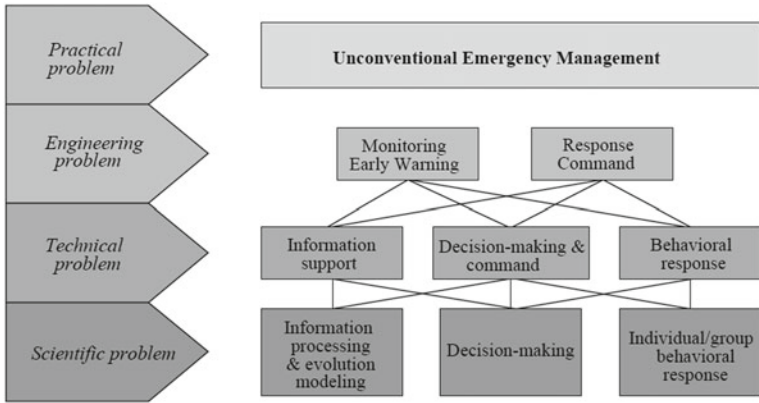 Practical
problem
Unconventional Emergency Management
Engineering
problem
Monitoring
Early Warning
Response
Command
Technical
problem
Information
support
Decision-making &
command
Behavioral
response
Scientific problem
Information
processing
& evolution
modeling
Decision-making
Individual/group
behavioral
response